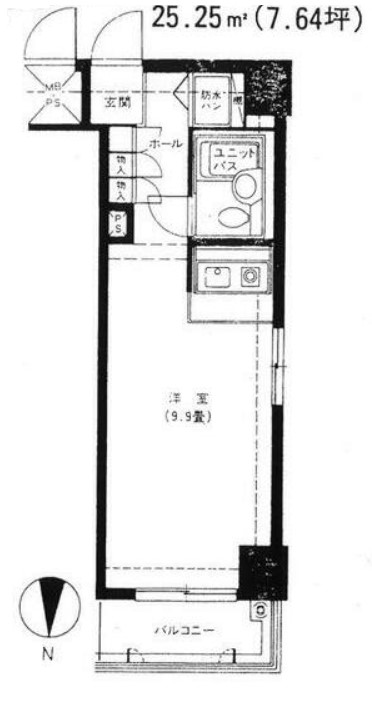 25.25㎡(7.64坪)
MB
PS
玄関
防水
パン
棚
ホール
物入
物入
ユニット
バス
PS
洋室
(9.9畳)
バルコニー
N